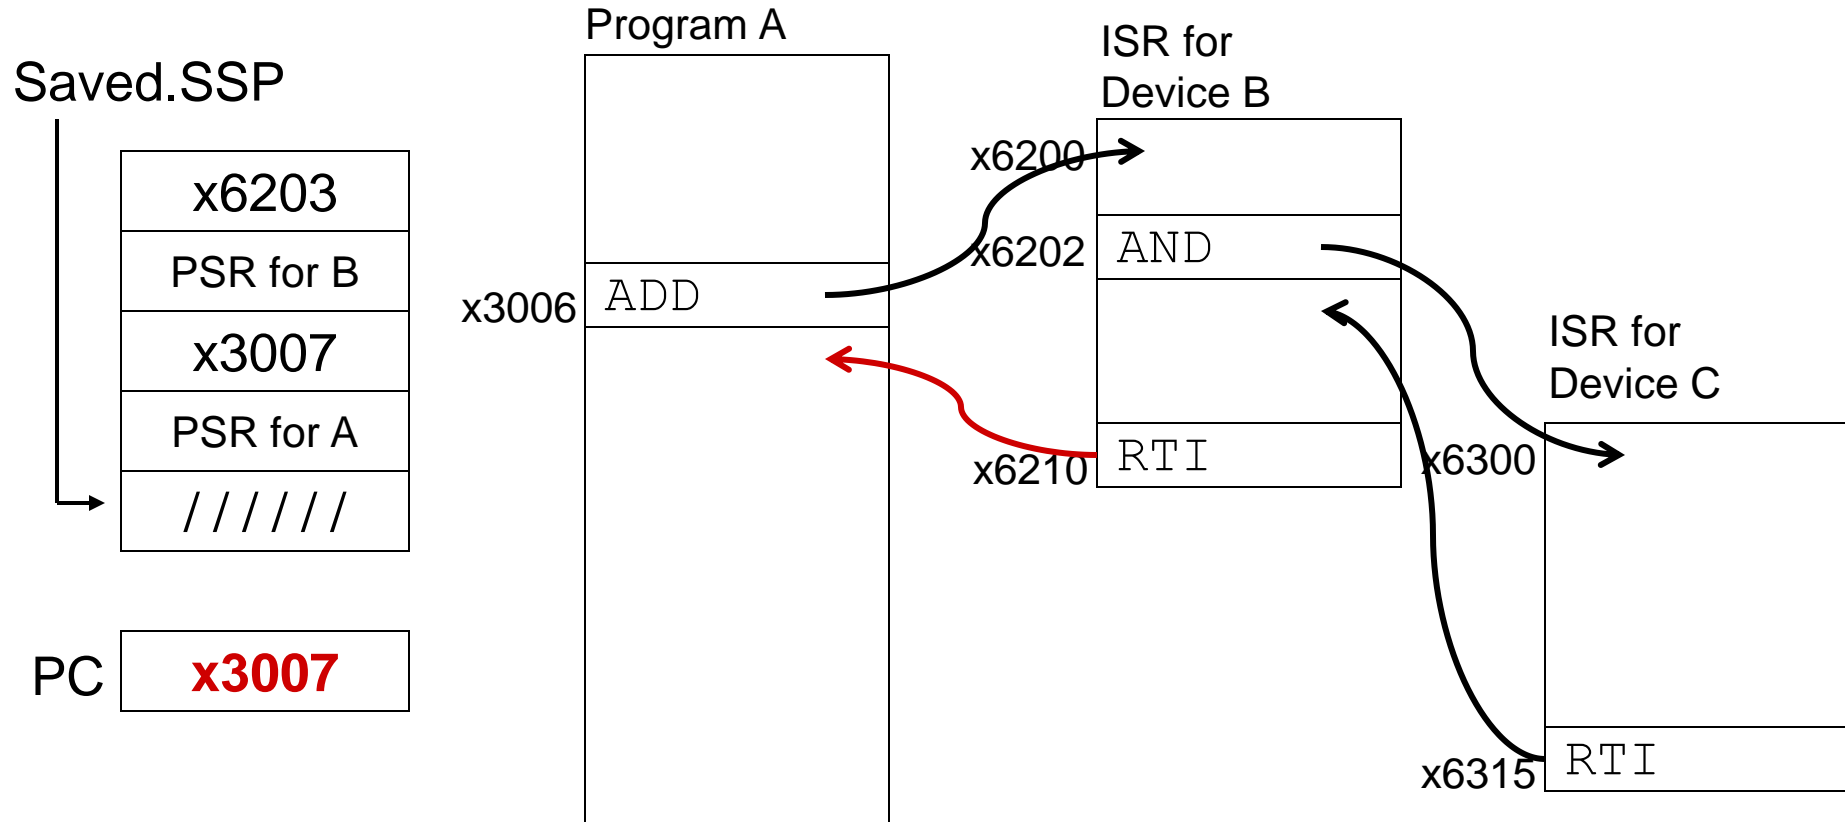 Saved.SSP
x6203
PSR for B
x3007
PSR for A
//////
PC
x3007
Program A
x3006
ADD
ISR for
Device B
x6200
x6202
AND
x6210
RTI
ISR for
Device C
x6300
x6315
RTI